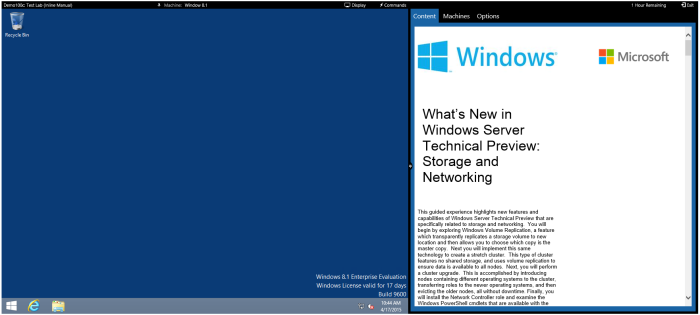 Demo100c: Test Lab (Inline Manual)
Machine: Windows 8.1
Display
Commands
1 Hour Remaining
Exit
Recycle Bin
Windows 8.1 Enterprise Evaluation
Windows License valid for 17 days
Build 9600
10:44 AM
4/17/2015
Content Machines Options
Windows
Microsoft
What's New in
Windows Server
Technical Preview:
Storage and
Networking
This guided experience highlights new features and
capabilities of Windows Server Technical Preview that are
specifically related to storage and networking. You will
begin by exploring Windows Volume Replication, a feature
which transparently replicates a storage volume to new
location and then allows you to choose which copy is the
master copy. Next you will implement this same
technology to create a stretch cluster. This type of cluster
features no shared storage, and uses volume replication to
ensure data is available to all nodes. Next, you will perform
a cluster upgrade. This is accomplished by introducing
nodes containing different operating systems to the cluster,
transferring roles to the newer operating systems, and then
evicting the older nodes, all without downtime. Finally, you
will install the Network Controller role and examine the
Windows PowerShell cmdlets that are available with the